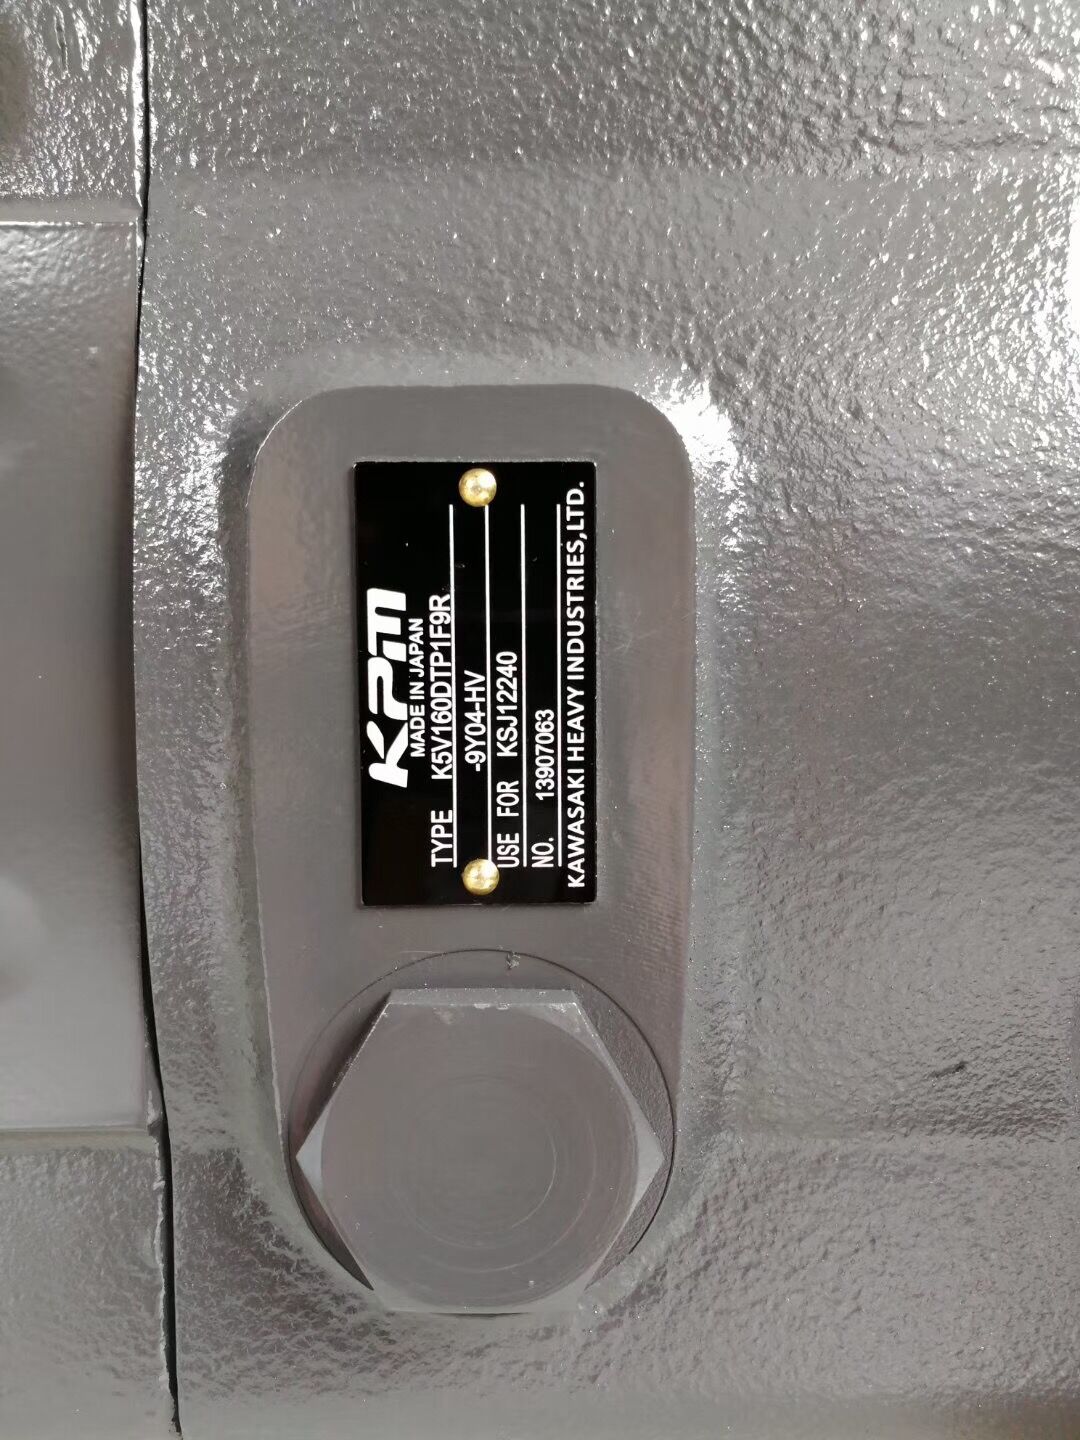 KPM
MADE IN JAPAN
TYPE K5V160DTP1F9R
-9Y04-HV
USE FOR KSJ12240
NO. 13907063
KAWASAKI HEAVY INDUSTRIES,LTD.